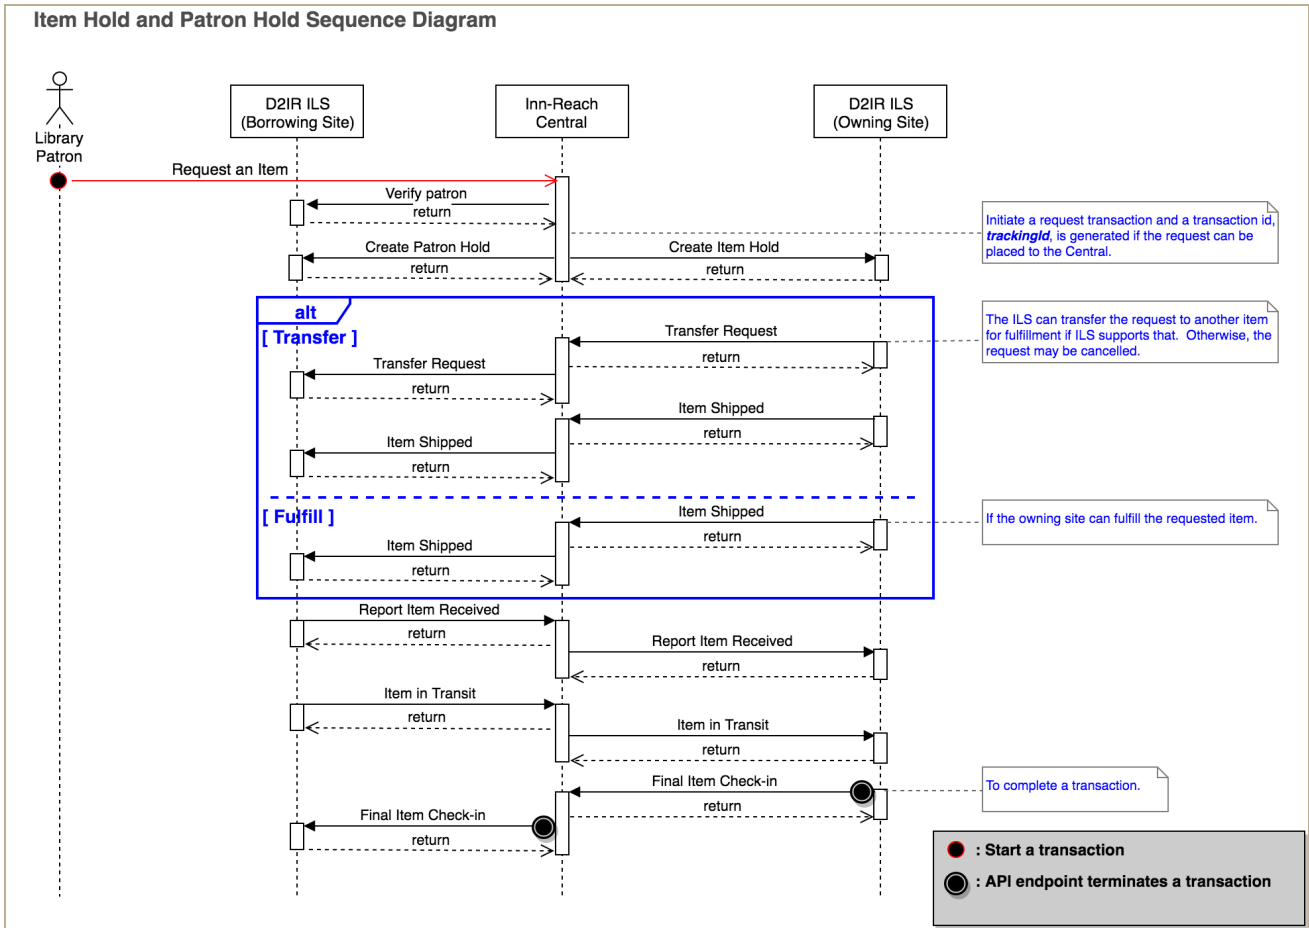 Item Hold and Patron Hold Sequence Diagram
Library
Patron
D2IR ILS
(Borrowing Site)
Inn-Reach
Central
D2IR ILS
(Owning Site)
Request an Item
Verify patron
return
Initiate a request transaction and a transaction id,
trackingId, is generated if the request can be
placed to the Central.
Create Patron Hold
return
Create Item Hold
return
alt
[ Transfer ]
Transfer Request
return
The ILS can transfer the request to another item
for fulfillment if ILS supports that.  Otherwise, the
request may be cancelled.
Transfer Request
return
Item Shipped
return
Item Shipped
return
[ Fulfill ]
Item Shipped
return
If the owning site can fulfill the requested item.
Item Shipped
return
Report Item Received
return
Report Item Received
return
Item in Transit
return
Item in Transit
return
Final Item Check-in
return
To complete a transaction.
Final Item Check-in
return
: Start a transaction
: API endpoint terminates a transaction